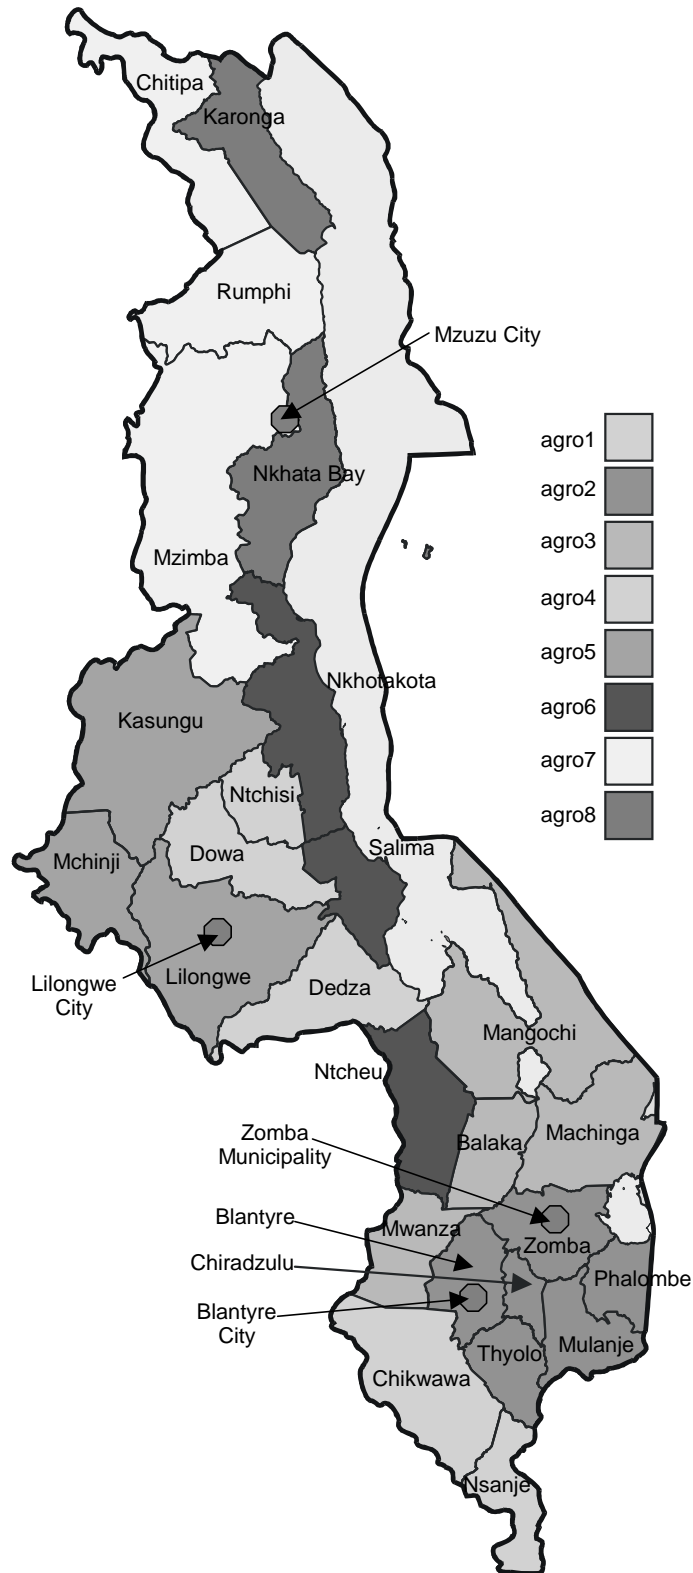 Chitipa
Karonga
Rumphi
Mzuzu City
Nkhata Bay
Mzimba
agro1
agro2
agro3
agro4
agro5
agro6
agro7
agro8
Nkhotakota
Kasungu
Ntchisi
Dowa
Salima
Mchinji
Lilongwe
City
Lilongwe
Dedza
Mangochi
Ntcheu
Zomba
Municipality
Balaka
Machinga
Blantyre
Mwanza
Zomba
Chiradzulu
Phalombe
Blantyre
City
Thyolo
Mulanje
Chikwawa
Nsanje